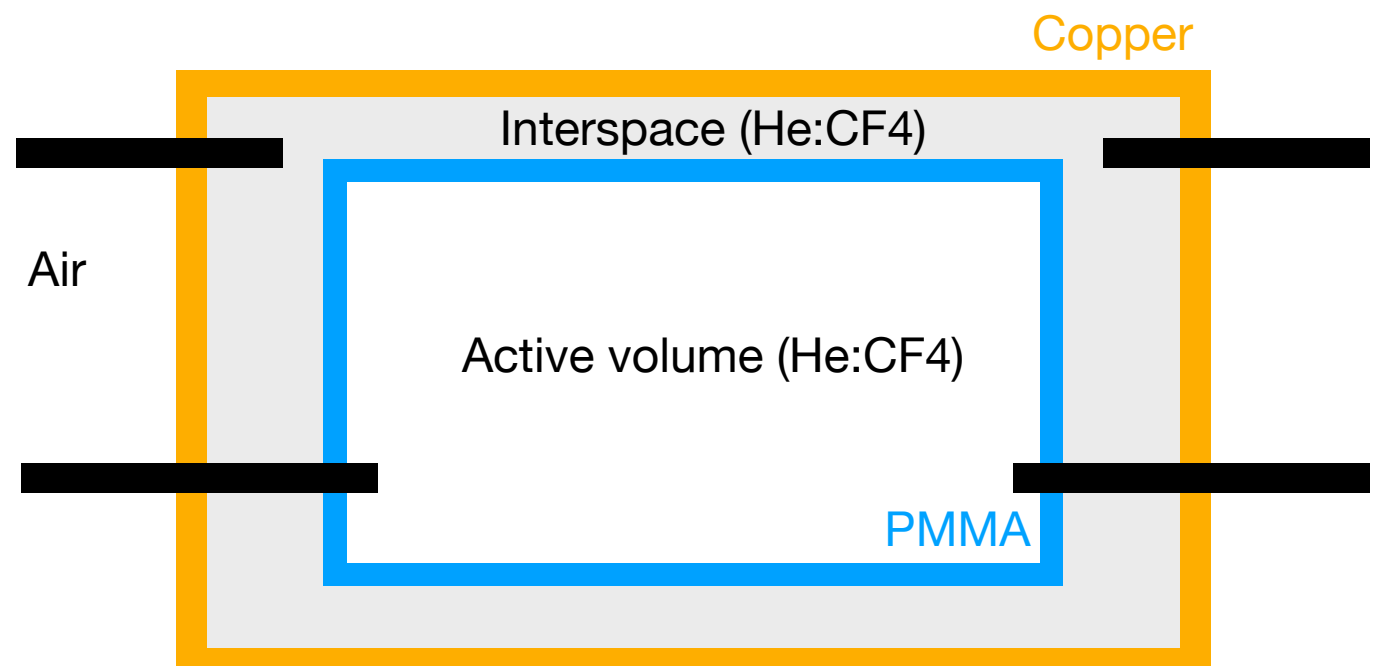 Copper
Interspace (He:CF4)
Air
Active volume (He:CF4)
PMMA